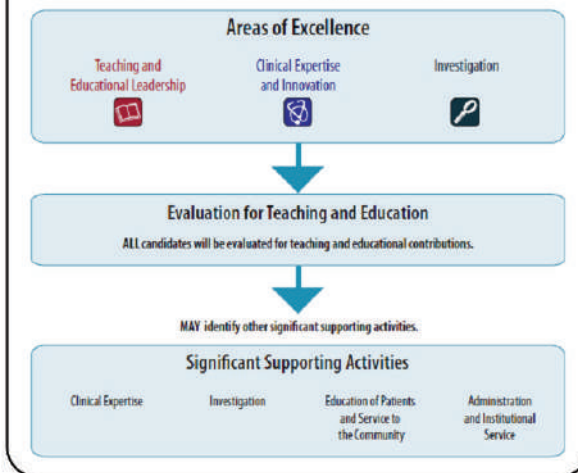 Areas of Excellence
Teaching and
Educational Leadership
Clinical Expertise
and Innovation
Investigation
Evaluation for Teaching and Education
ALL candidates will be evaluated for teaching and educational contributions.
MAY identify other significant supporting activities.
Significant Supporting Activities
Clinical Expertise
Investigation
Education of Patients
and Service to
the Community
Administration
and Institutional
Service